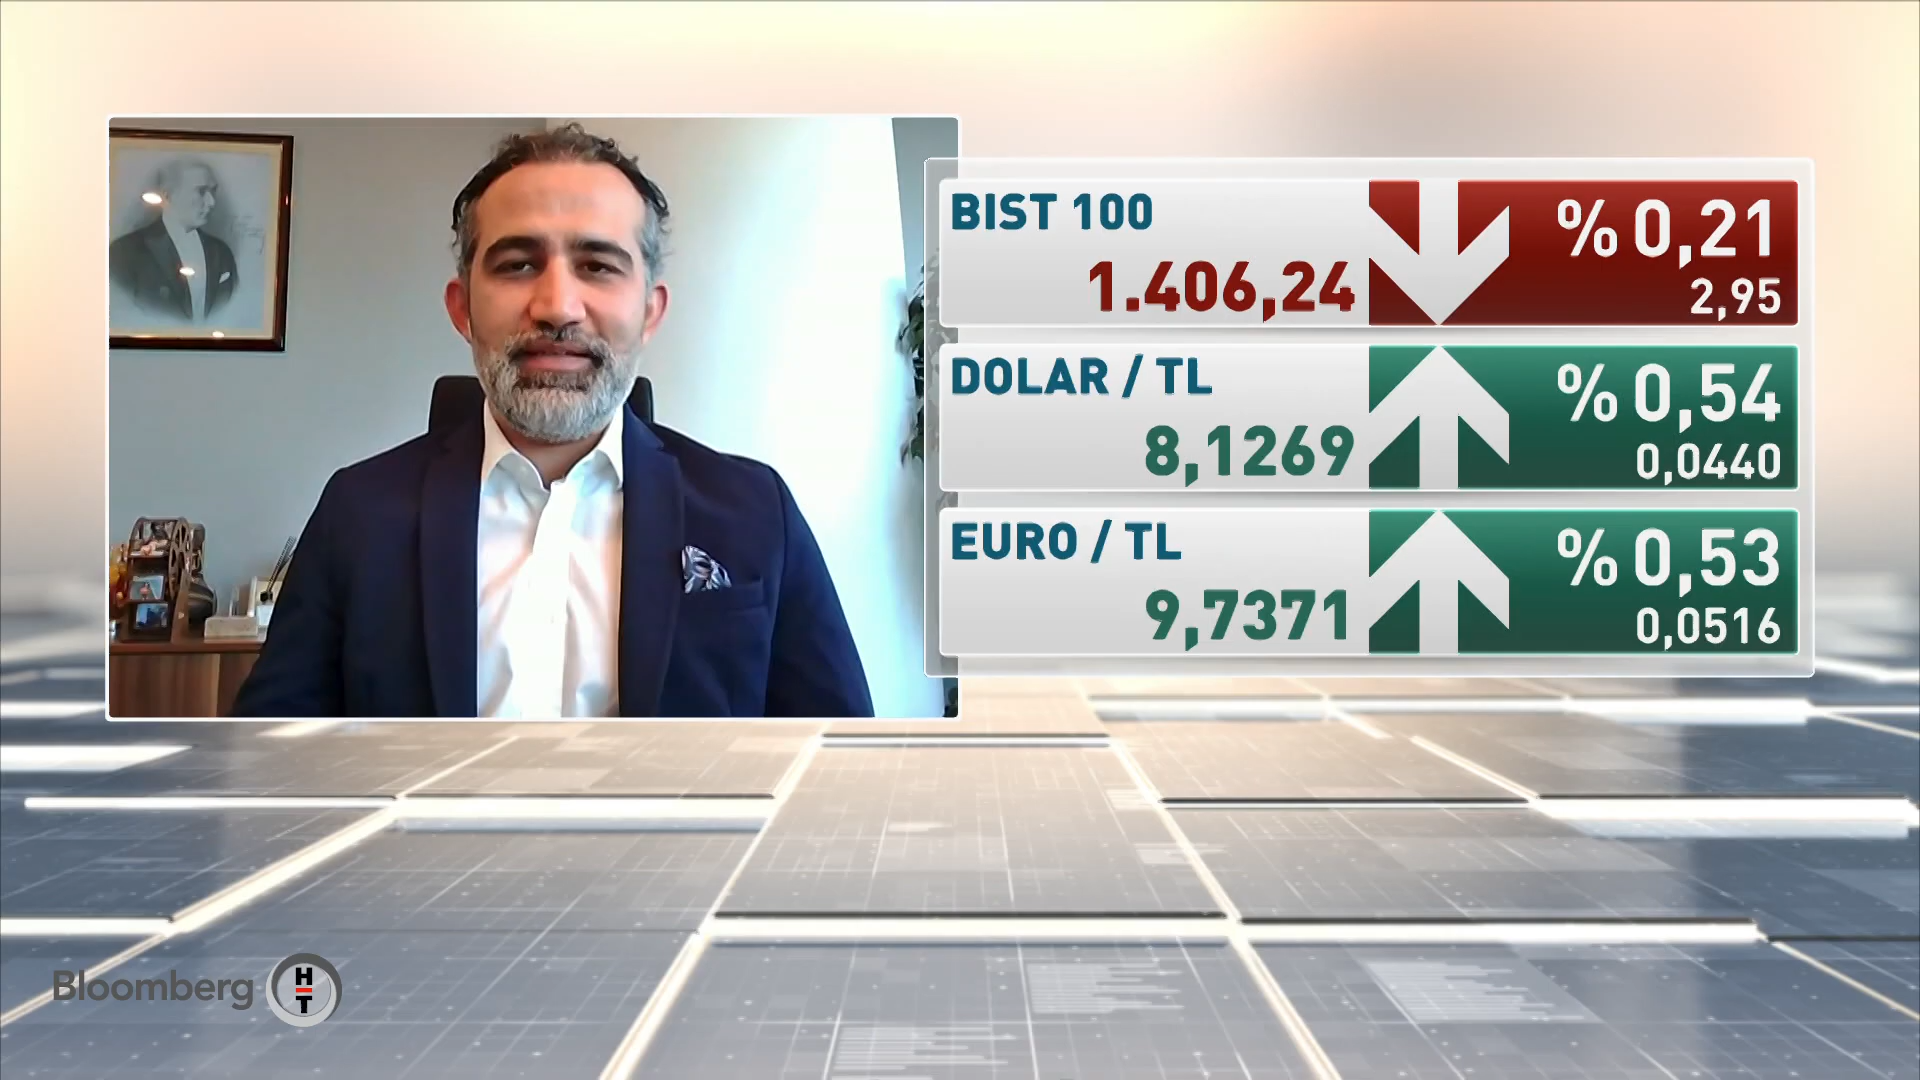 BIST 100
1.406,24
% 0,21
2,95
DOLAR / TL
8,1269
% 0,54
0,0440
EURO / TL
9,7371
% 0,53
0,0516
Bloomberg HT